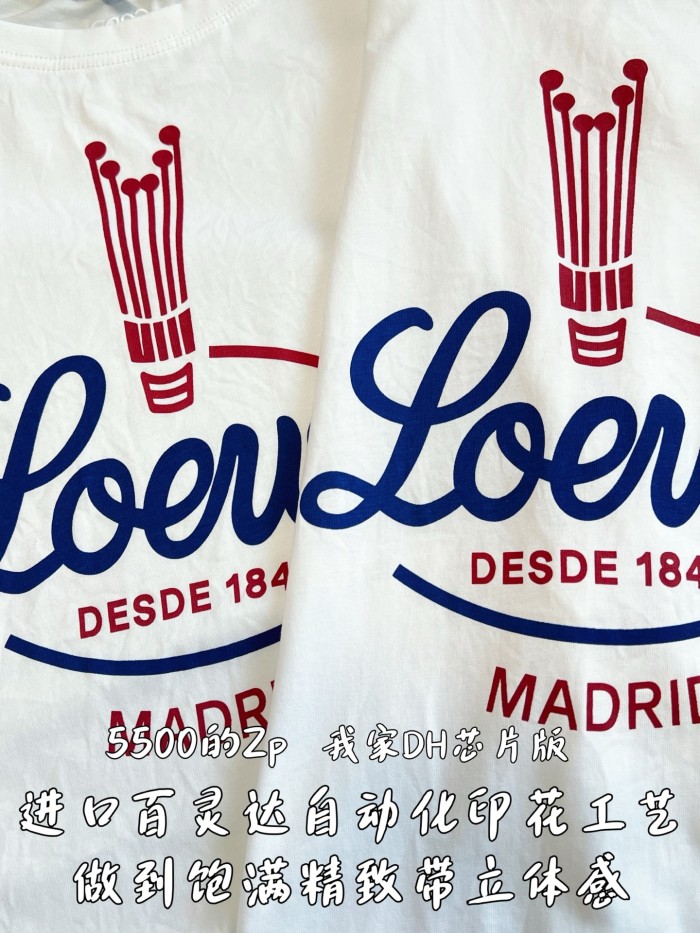 Loewe
DESDE 184
MADRI
Loew
DESDE 184
MADRID
5500的Zp 我家DH芯片版
进口百灵达自动化印花工艺
做到饱满精致带立体感